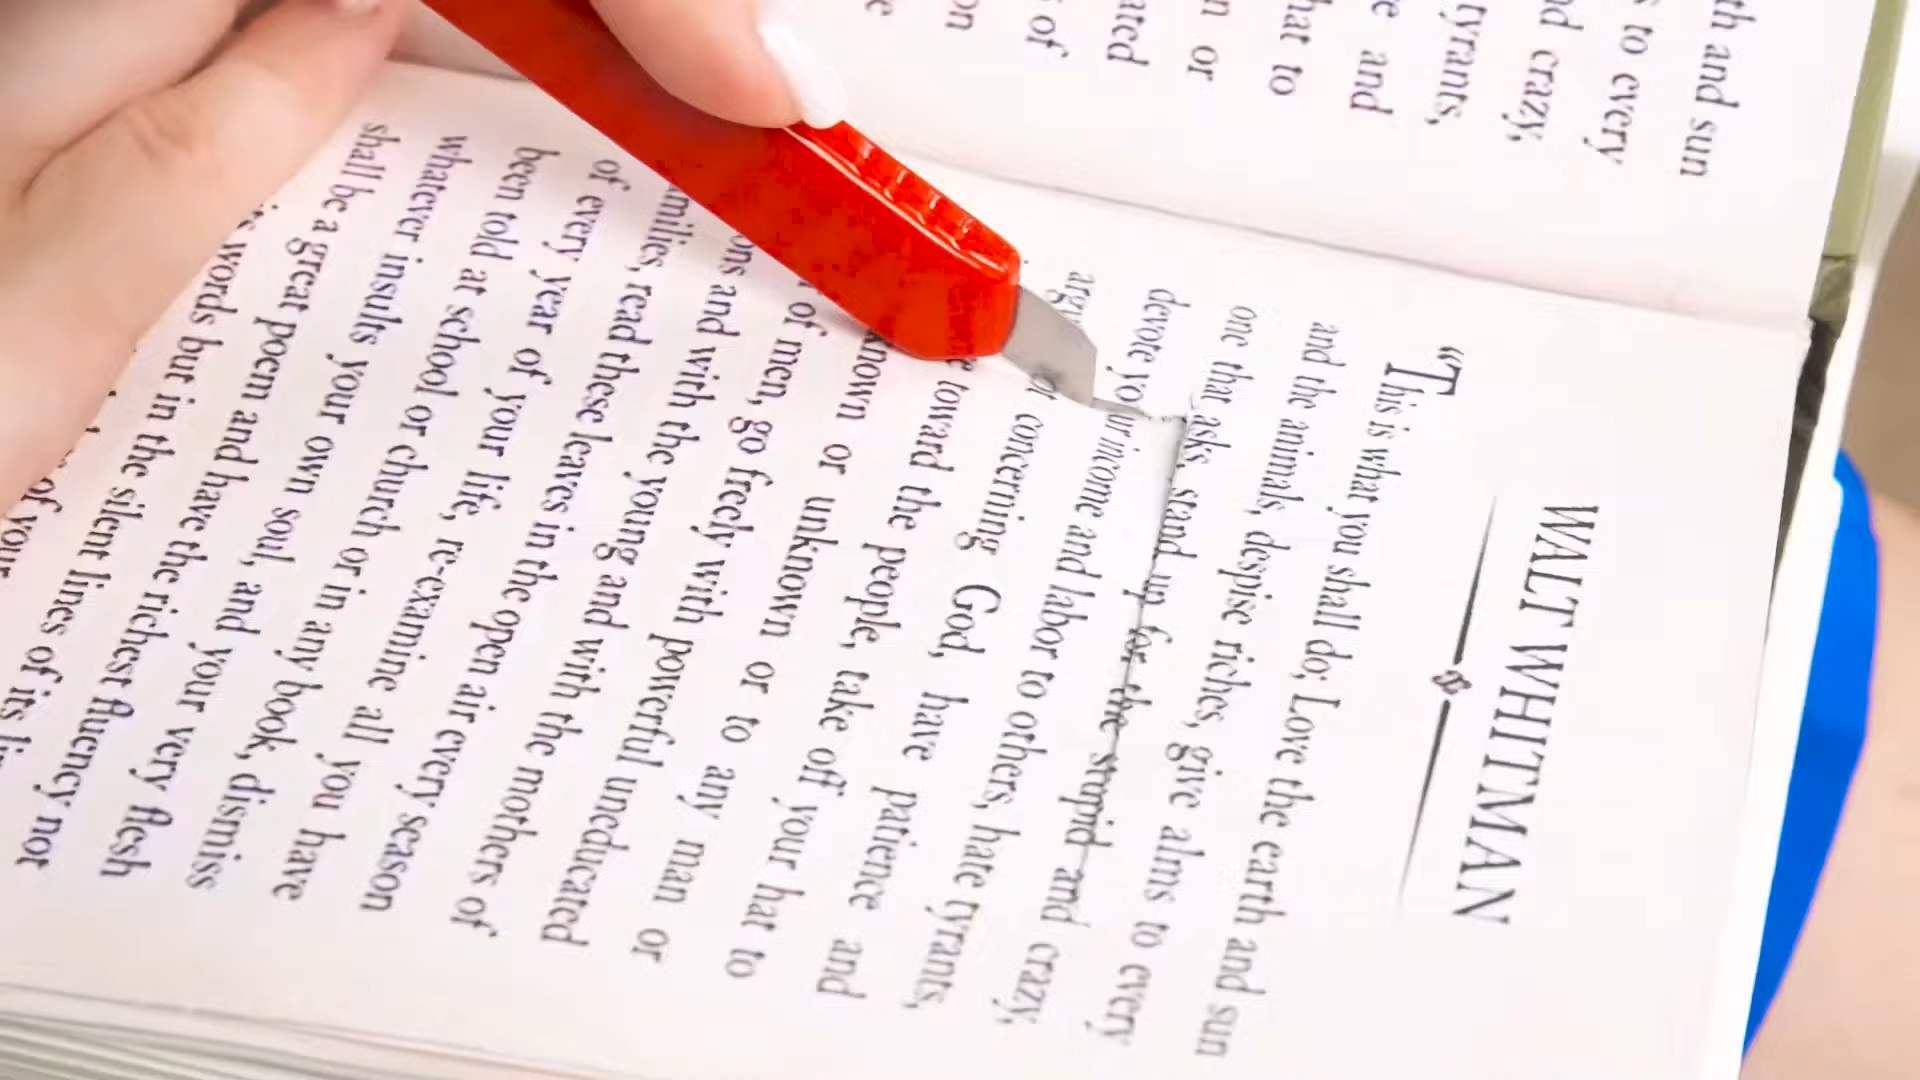 and sun
to every
crazy,
tyrants,
and
to
or
of
WALT WHITMAN
"This is what you shall do; Love the earth and sun
and the animals, despise riches, give alms to every
one that asks, stand up for the stupid and crazy,
devote your income and labor to others, hate tyrants,
concerning God, have patience and
toward the people, take off your hat to
known or unknown or to any man or
of men, go freely with powerful uneducated
and with the young and with the mothers of
read these leaves in the open air every season
of every year of your life, re-examine all you have
been told at school or church or in any book, dismiss
whatever insults your own soul, and your very flesh
shall be a great poem and have the richest fluency not
words but in the silent lines of its
of your